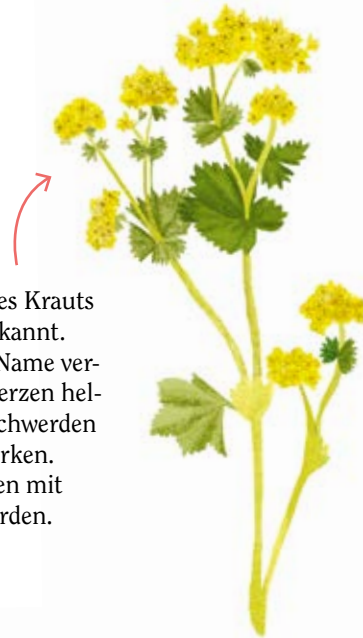 es Krauts
kannt.
Name ver-
erzen hel-
chwerden
rken.
en mit
rden.